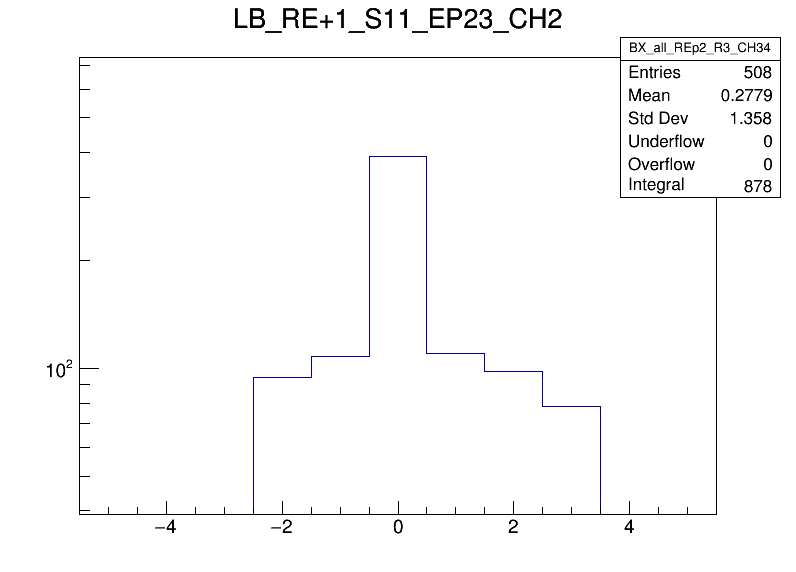 LB_RE+1_S11_EP23_CH2
BX_all_REp2_R3_CH34
Entries 508
Mean 0.2779
Std Dev 1.358
Underflow 0
Overflow 0
Integral 878
10²
−4 −2 0 2 4